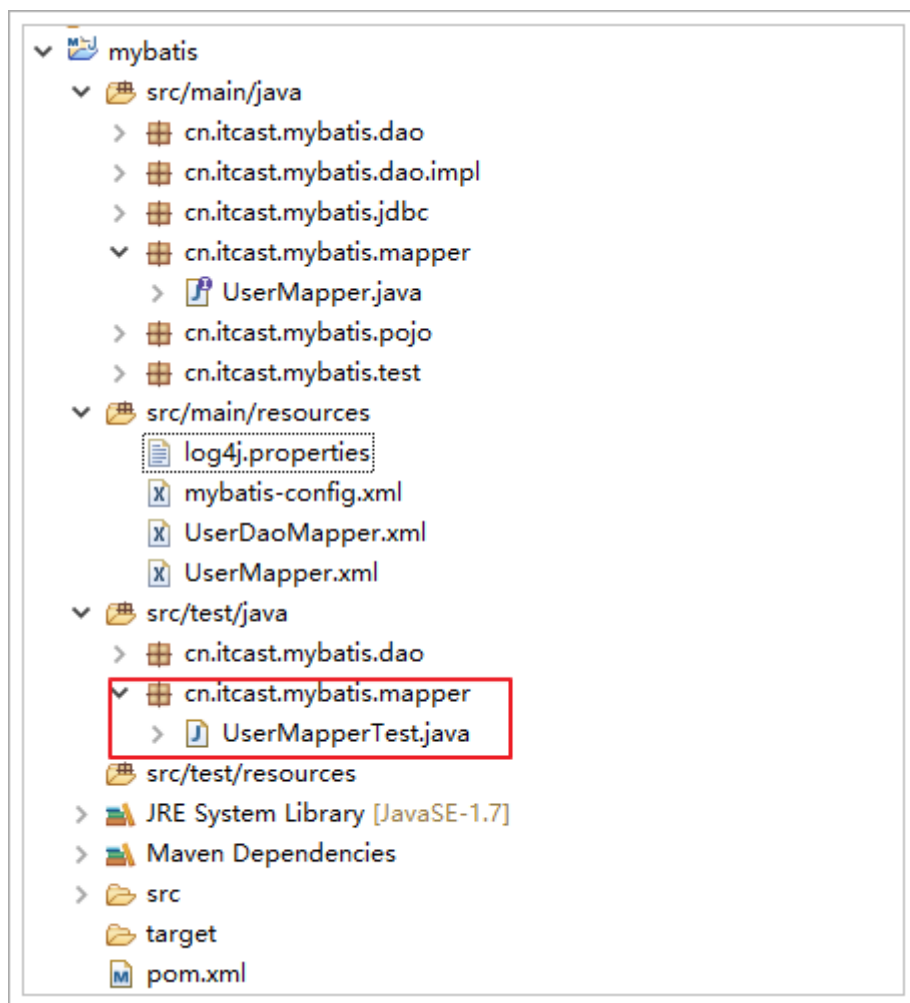 mybatis
src/main/java
cn.itcast.mybatis.dao
cn.itcast.mybatis.dao.impl
cn.itcast.mybatis.jdbc
cn.itcast.mybatis.mapper
UserMapper.java
cn.itcast.mybatis.pojo
cn.itcast.mybatis.test
src/main/resources
log4j.properties
mybatis-config.xml
UserDaoMapper.xml
UserMapper.xml
src/test/java
cn.itcast.mybatis.dao
cn.itcast.mybatis.mapper
UserMapperTest.java
src/test/resources
JRE System Library [JavaSE-1.7]
Maven Dependencies
src
target
pom.xml